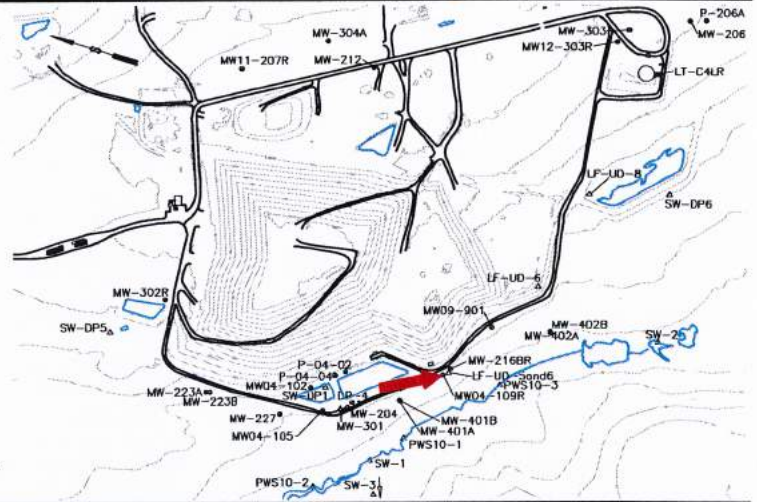 P-206A
MW-304A
MW-303
MW-206
MW12-303R
MW11-207R
MW-212
LT-C4LR
LF-UD-8
SW-DP6
LF-UD-6
MW-302R
MW09-901
SW-DP5
MW-402B
MW-402A
SW-2
P-04-02
P-04-04
MW-216BR
MW04-102
LF-UD-Sand6
MW-223A
SW-DP1
DP-4
PWS10-3
MW-223B
MW04-109R
MW-204
MW-227
MW-401B
MW-301
MW-401A
MW04-105
PWS10-1
SW-1
PWS10-2
SW-3